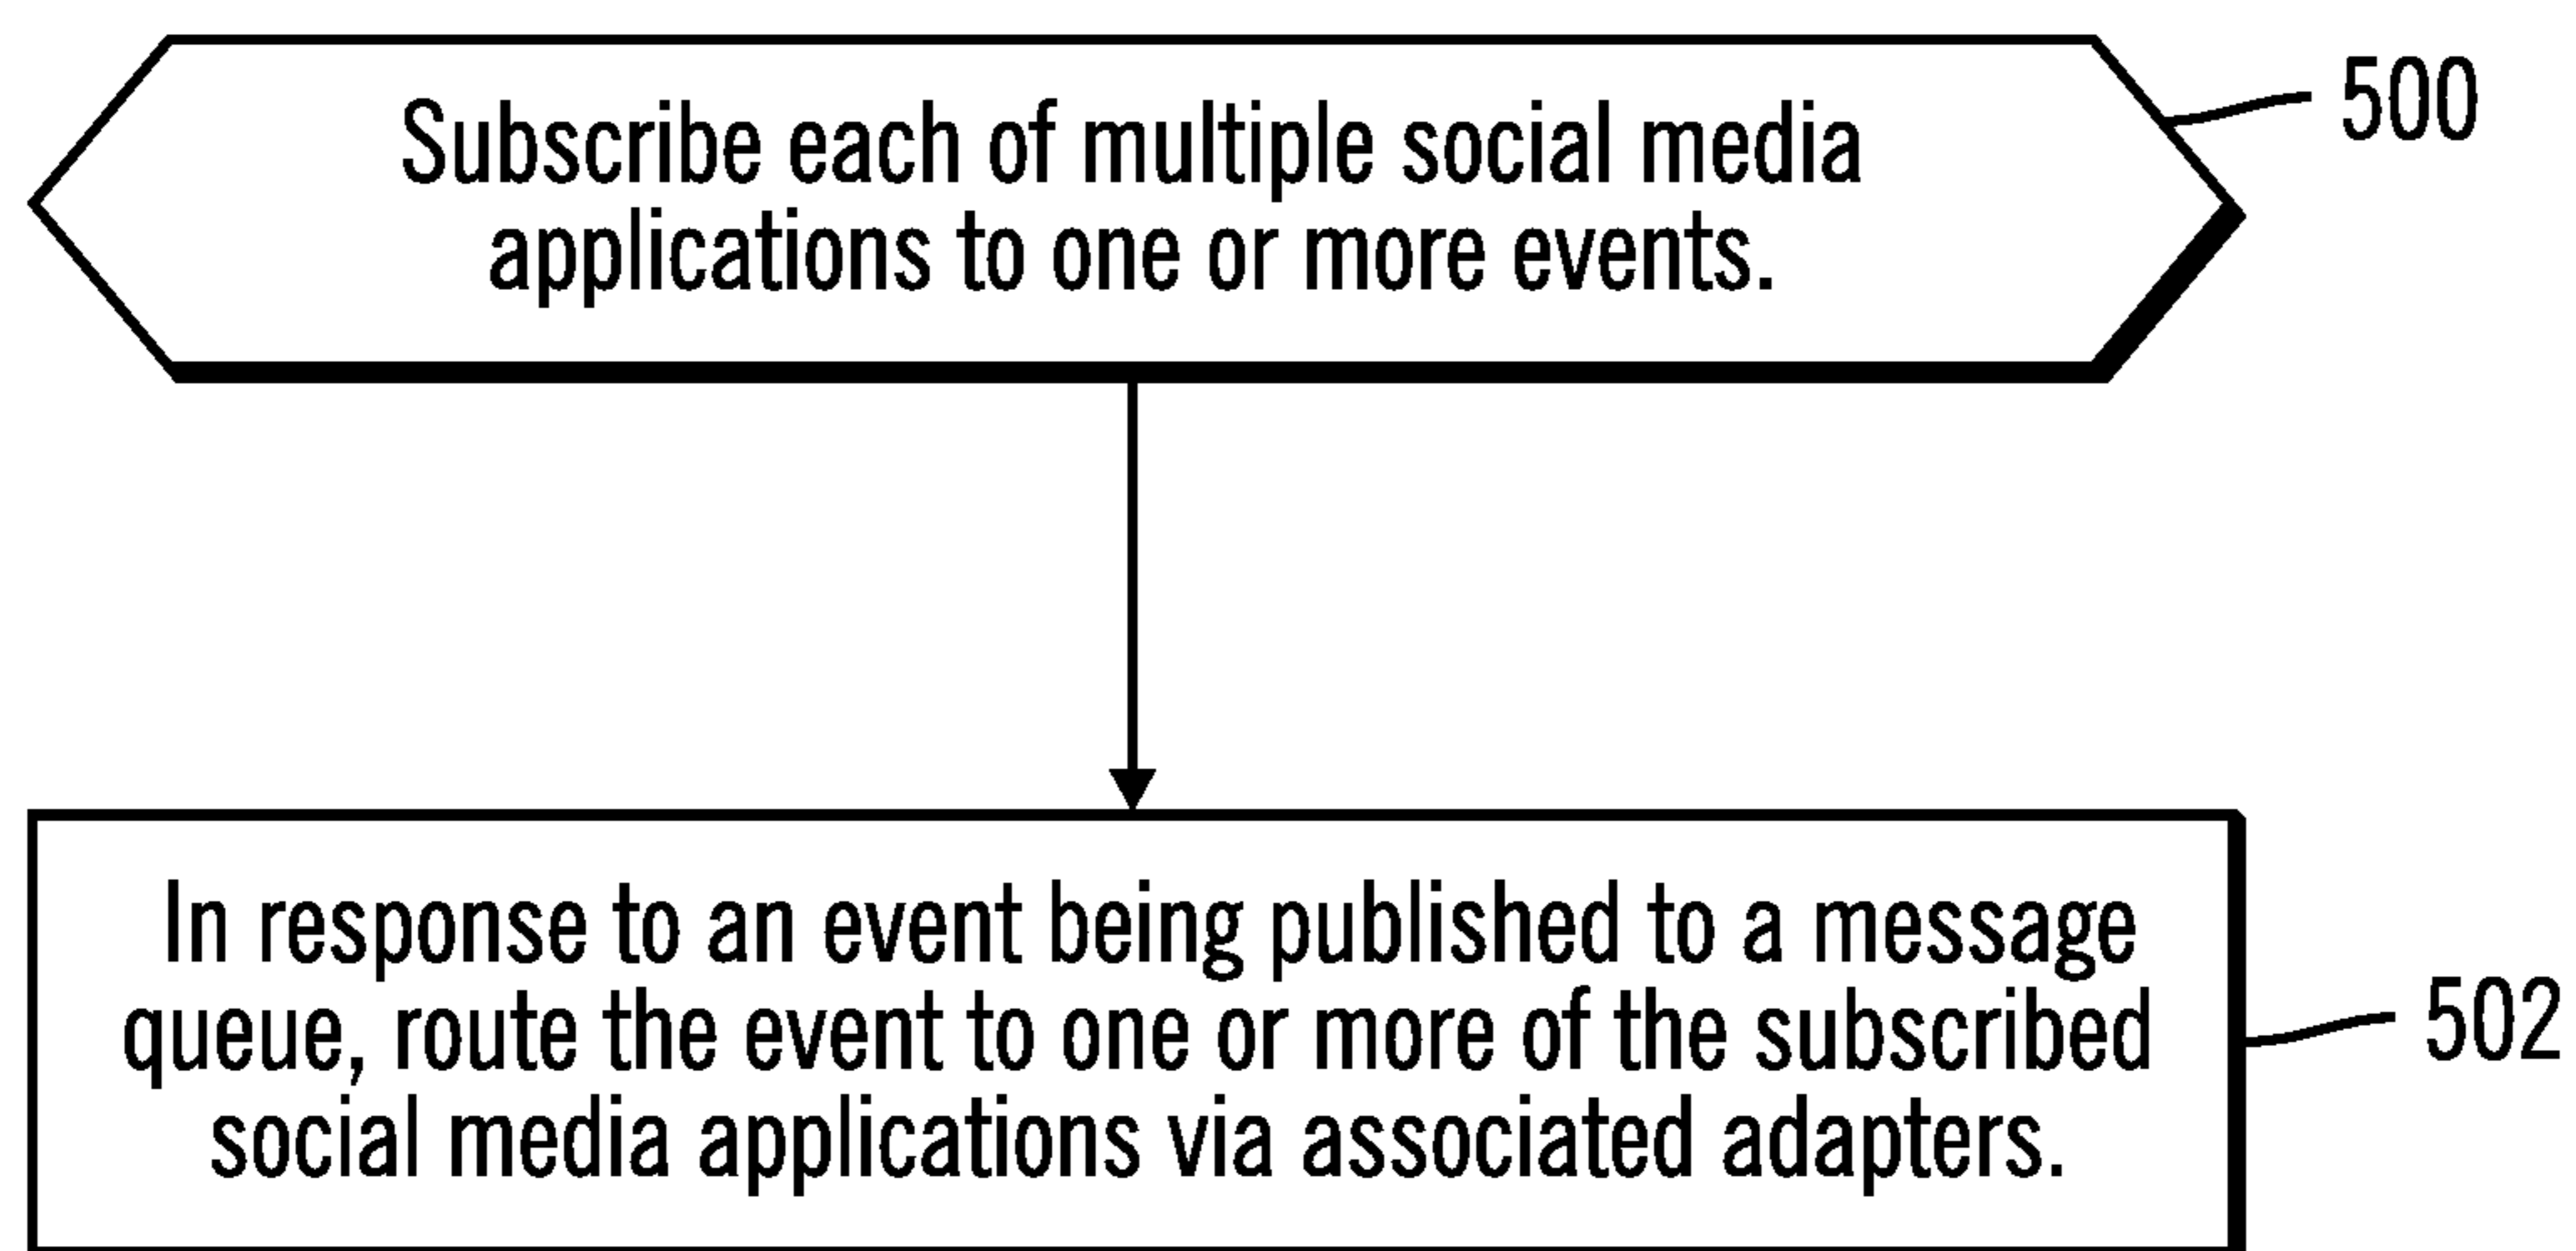 Subscribe each of multiple social media
applications to one or more events.
500
In response to an event being published to a message
queue, route the event to one or more of the subscribed
social media applications via associated adapters.
502